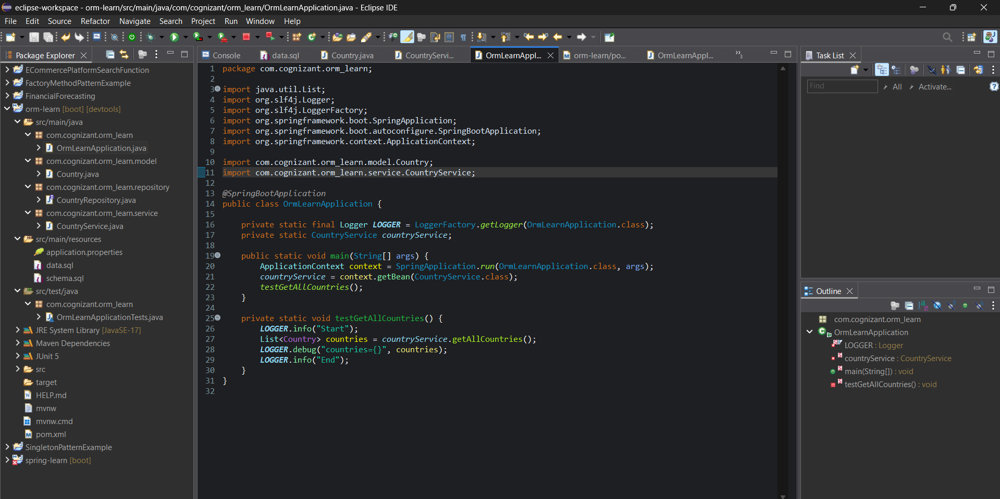 eclipse-workspace - orm-learn/src/main/java/com/cognizant/orm_learn/OrmLearnApplication.java - Eclipse IDE
File Edit Source Refactor Navigate Search Project Run Window Help
Package Explorer
ECommercePlatformSearchFunction
FactoryMethodPatternExample
FinancialForecasting
orm-learn [boot] [devtools]
src/main/java
com.cognizant.orm_learn
OrmLearnApplication.java
com.cognizant.orm_learn.model
Country.java
com.cognizant.orm_learn.repository
CountryRepository.java
com.cognizant.orm_learn.service
CountryService.java
src/main/resources
application.properties
data.sql
schema.sql
src/test/java
com.cognizant.orm_learn
OrmLearnApplicationTests.java
JRE System Library [JavaSE-17]
Maven Dependencies
JUnit 5
src
target
HELP.md
mvnw
mvnw.cmd
pom.xml
SingletonPatternExample
spring-learn [boot]
Console data.sql Country.java CountryServi... OrmLearnAppl... orm-learn/po... OrmLearnAppl... »3
1 package com.cognizant.orm_learn;
2
3 import java.util.List;
4 import org.slf4j.Logger;
5 import org.slf4j.LoggerFactory;
6 import org.springframework.boot.SpringApplication;
7 import org.springframework.boot.autoconfigure.SpringBootApplication;
8 import org.springframework.context.ApplicationContext;
9
10 import com.cognizant.orm_learn.model.Country;
11 import com.cognizant.orm_learn.service.CountryService;
12
13 @SpringBootApplication
14 public class OrmLearnApplication {
15
16 private static final Logger LOGGER = LoggerFactory.getLogger(OrmLearnApplication.class);
17 private static CountryService countryService;
18
19 public static void main(String[] args) {
20 ApplicationContext context = SpringApplication.run(OrmLearnApplication.class, args);
21 countryService = context.getBean(CountryService.class);
22 testGetAllCountries();
23 }
24
25 private static void testGetAllCountries() {
26 LOGGER.info("Start");
27 List<Country> countries = countryService.getAllCountries();
28 LOGGER.debug("countries={}", countries);
29 LOGGER.info("End");
30 }
31 }
32
Task List
Find All Activate...
Outline
com.cognizant.orm_learn
OrmLearnApplication
LOGGER : Logger
countryService : CountryService
main(String[]) : void
testGetAllCountries() : void